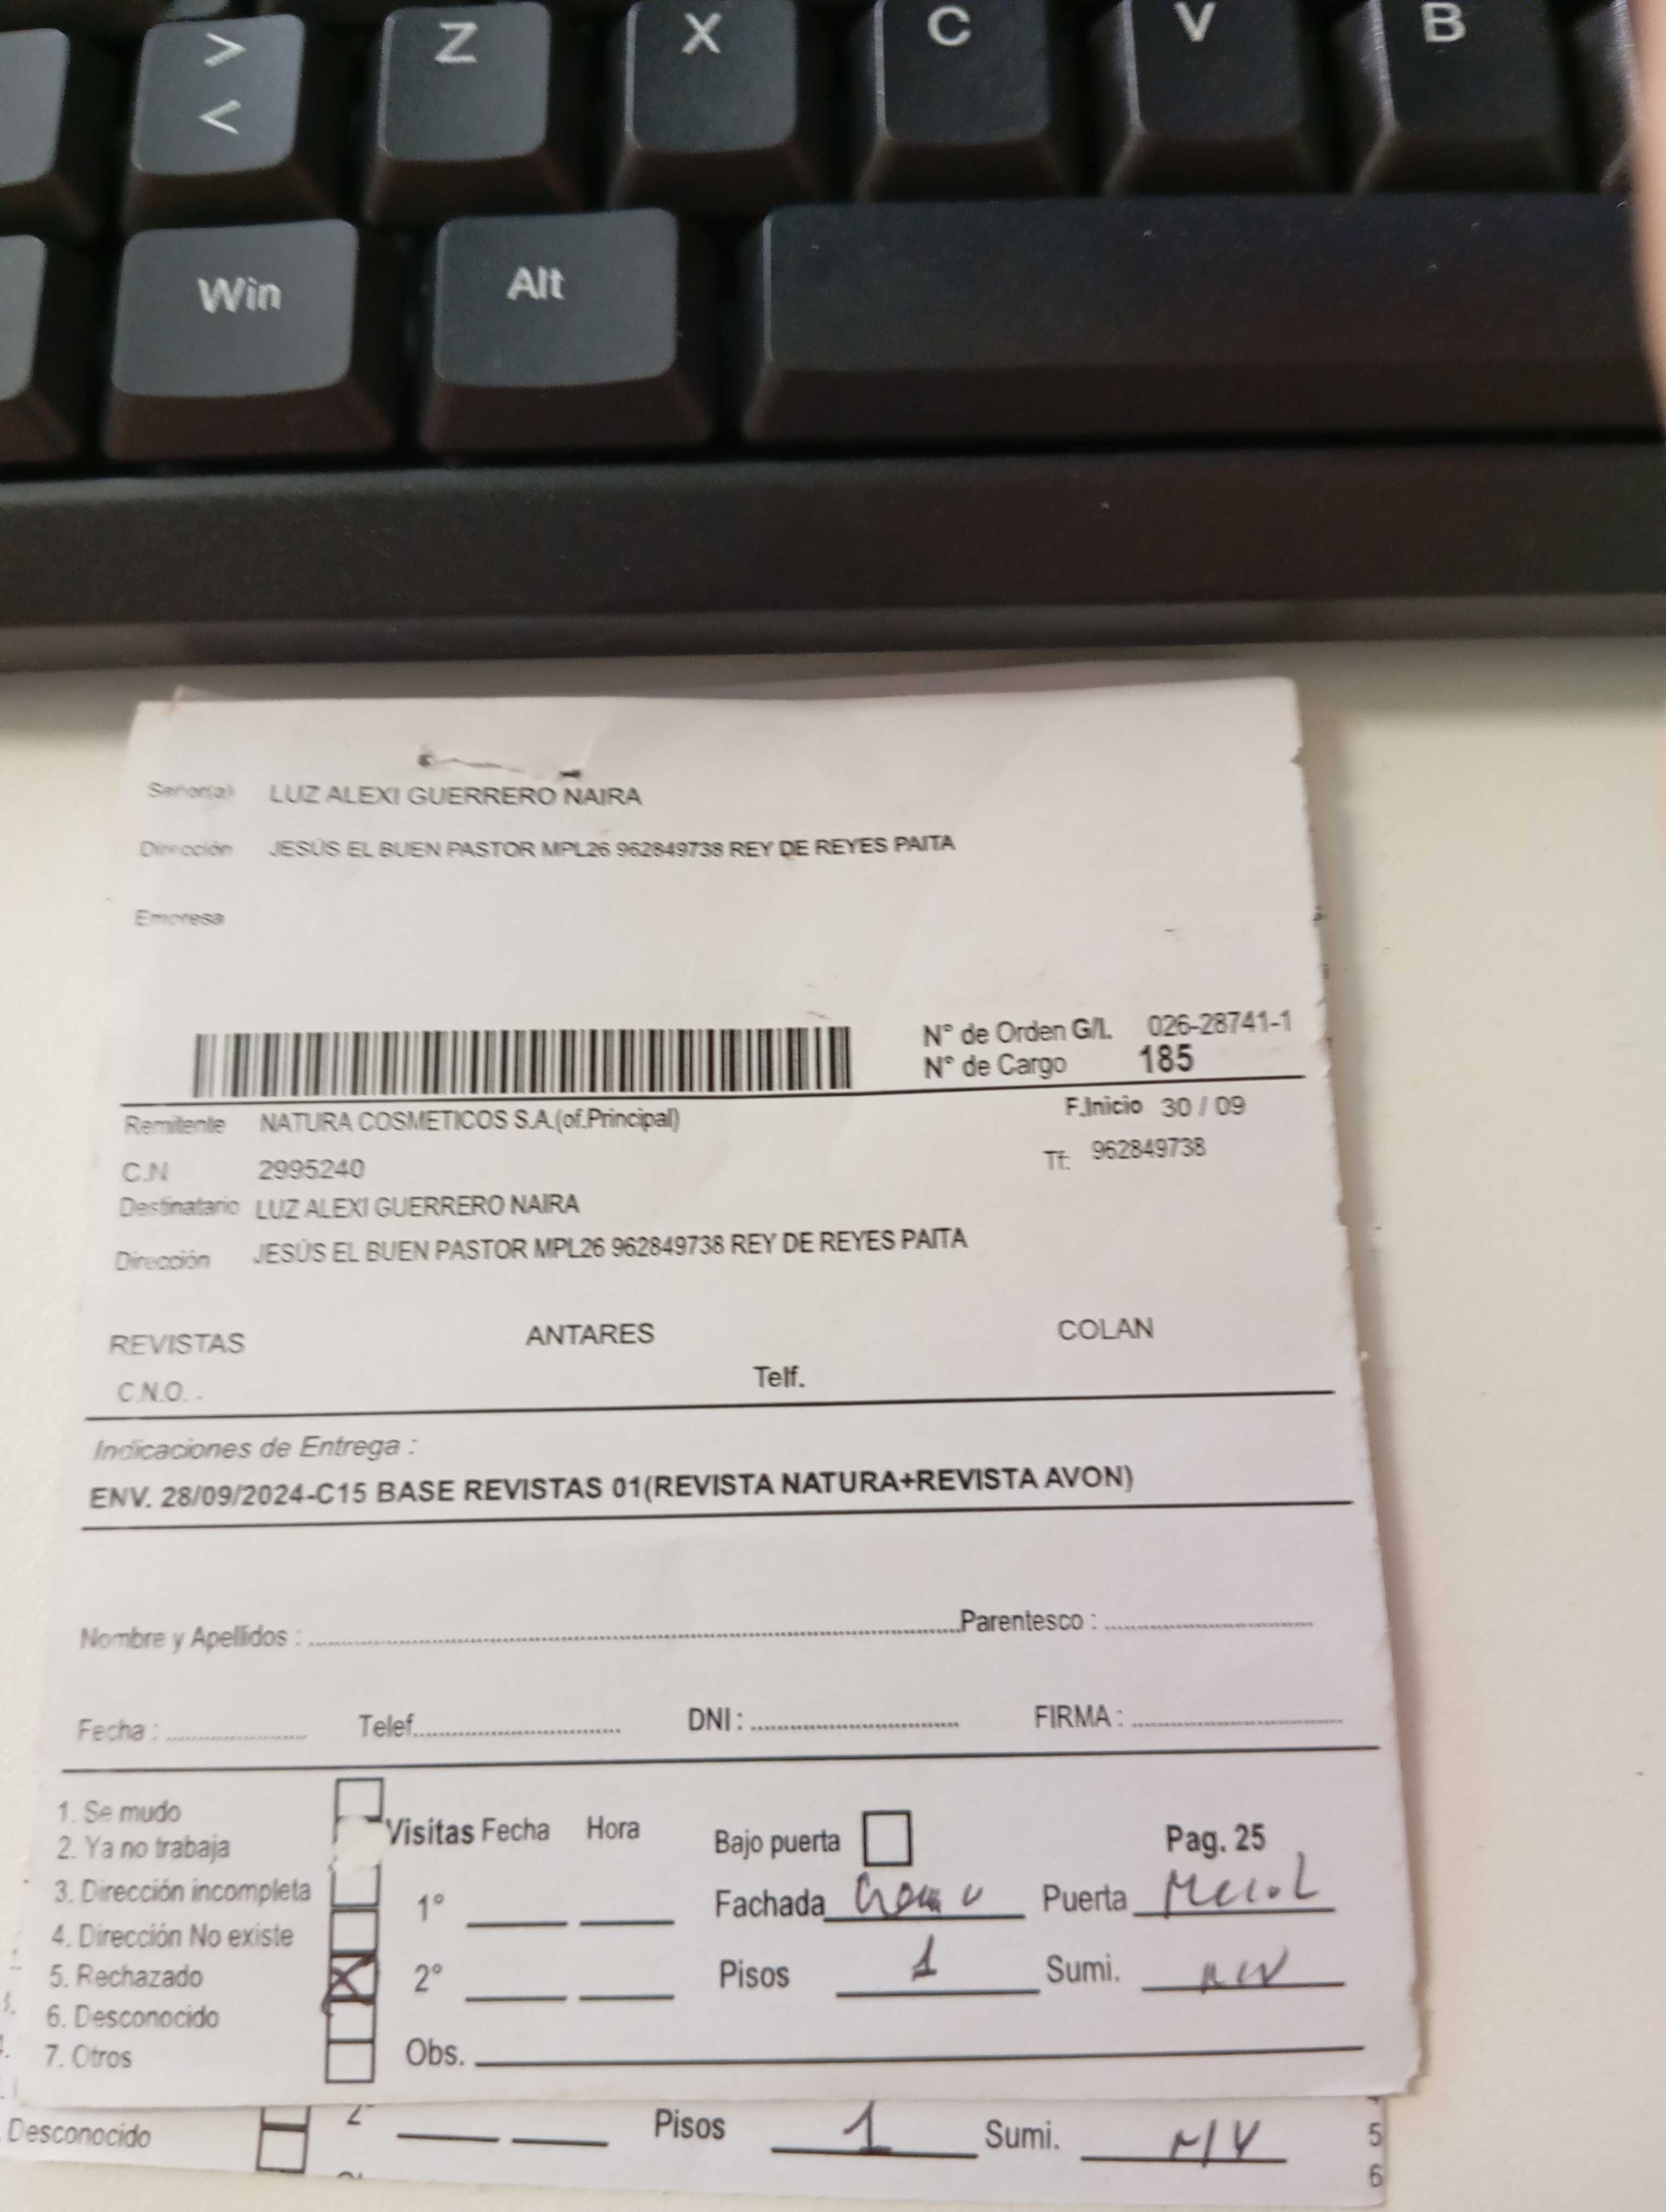 > Z X C V B
<
Win Alt
Señor(a) LUZ ALEXI GUERRERO NAIRA
Dirección JESÚS EL BUEN PASTOR MPL26 962849738 REY DE REYES PAITA
Empresa
N° de Orden G/L 026-28741-1
N° de Cargo 185
Remitente NATURA COSMETICOS S.A.(of.Principal) F.Inicio 30 / 09
C.N 2995240 Tf: 962849738
Destinatario LUZ ALEXI GUERRERO NAIRA
Dirección JESÚS EL BUEN PASTOR MPL26 962849738 REY DE REYES PAITA
REVISTAS ANTARES COLAN
C.N.O. - Telf.
Indicaciones de Entrega :
ENV. 28/09/2024-C15 BASE REVISTAS 01(REVISTA NATURA+REVISTA AVON)
Nombre y Apellidos : Parentesco :
Fecha : Telef. DNI : FIRMA :
1. Se mudo
2. Ya no trabaja Visitas Fecha Hora Bajo puerta Pag. 25
3. Dirección incompleta 1° Fachada Puerta
4. Dirección No existe
5. Rechazado 2° Pisos 1 Sumi.
6. Desconocido
7. Otros Obs.
Desconocido 2° Pisos 1 Sumi. 5
6